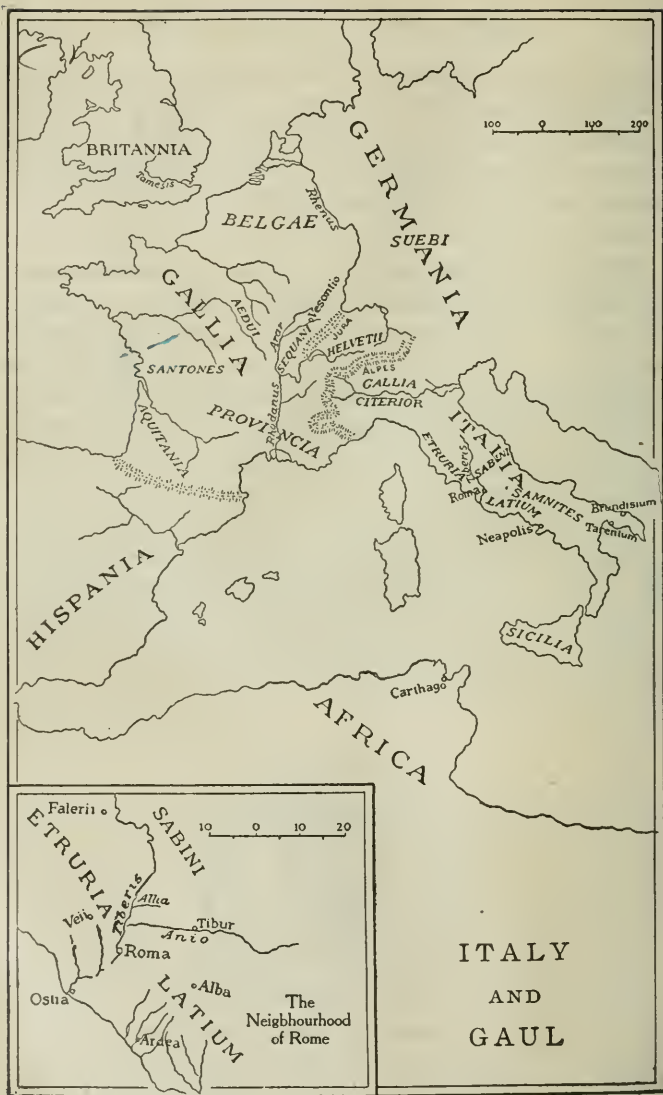 100 0 100 200
BRITANNIA
Tamesis
GERMANIA
Rhenus
BELGAE
SUEBI
GALLIA
AEDUI
Arar
SEQUANI
Vesontio
JURA
HELVETII
ALPES
SANTONES
GALLIA
CITERIOR
AQUITANIA
PROVINCIA
Rhodanus
ITALIA
ETRURIA
Tiberis
SABINI
Roma
LATIUM
SAMNITES
Brundisium
Tarentum
Neapolis
HISPANIA
SICILIA
Carthago
AFRICA
Falerii
ETRURIA
SABINI
10 0 10 20
Tiberis
Allia
Veii
Tibur
Anio
Roma
Ostia
LATIUM
Alba
Ardea
The
Neigbhourhood
of Rome
ITALY
AND
GAUL